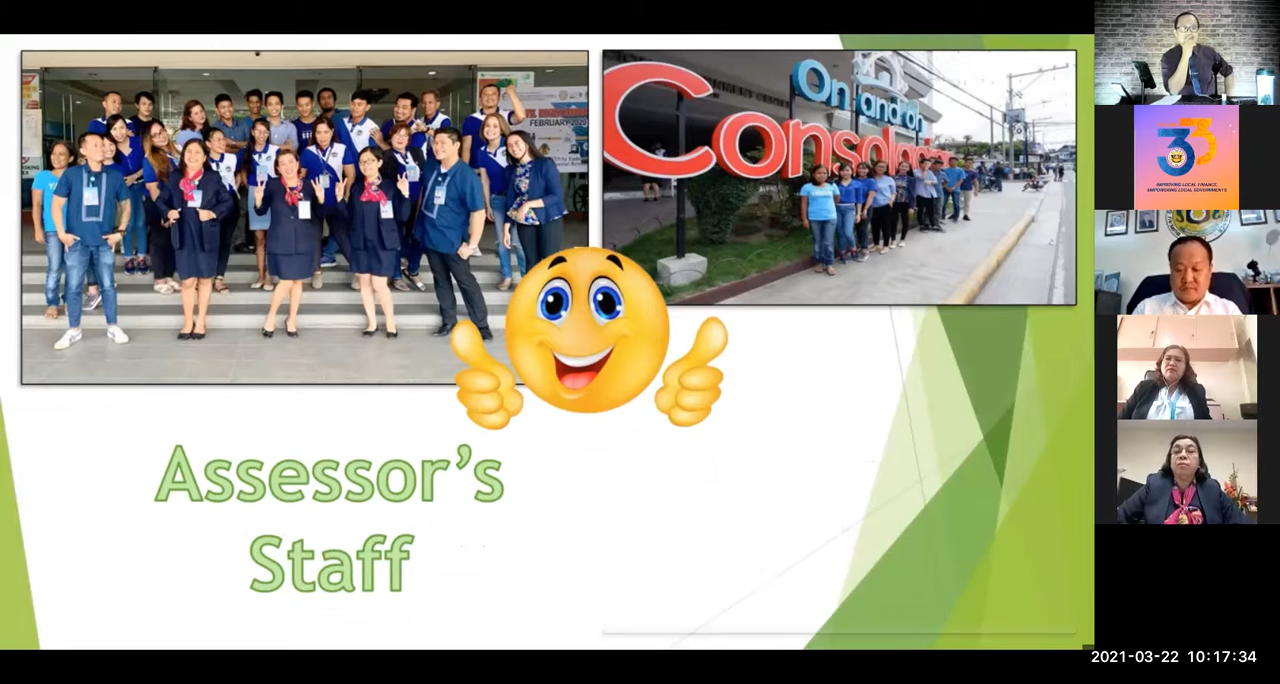 FEBRUARY 2020
On and On
Consolacion
Assessor's
Staff
33
IMPROVING LOCAL FINANCE,
EMPOWERING LOCAL GOVERNMENTS
2021-03-22 10:17:34